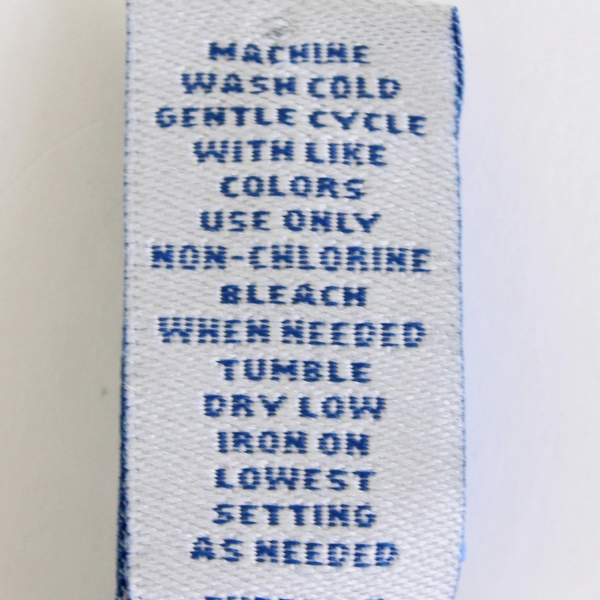 MACHINE
WASH COLD
GENTLE CYCLE
WITH LIKE
COLORS
USE ONLY
NON-CHLORINE
BLEACH
WHEN NEEDED
TUMBLE
DRY LOW
IRON ON
LOWEST
SETTING
AS NEEDED